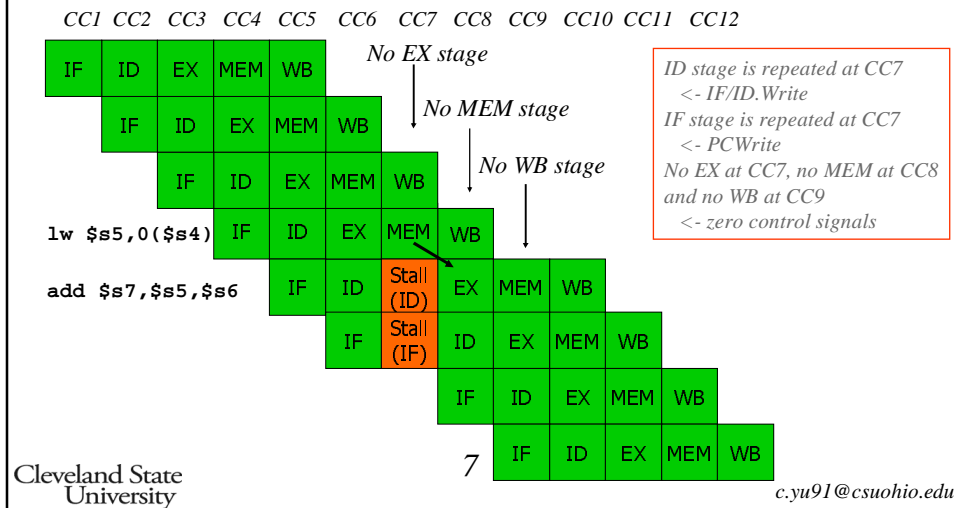 CC1 CC2 CC3 CC4 CC5 CC6 CC7 CC8 CC9 CC10 CC11 CC12
No EX stage
IF ID EX MEM WB
No MEM stage
IF ID EX MEM WB
No WB stage
IF ID EX MEM WB
lw $s5,0($s4) IF ID EX MEM WB
add $s7,$s5,$s6 IF ID Stall (ID) EX MEM WB
IF Stall (IF) ID EX MEM WB
IF ID EX MEM WB
IF ID EX MEM WB
ID stage is repeated at CC7
<- IF/ID.Write
IF stage is repeated at CC7
<- PCWrite
No EX at CC7, no MEM at CC8
and no WB at CC9
<- zero control signals
Cleveland State
University
7
c.yu91@csuohio.edu